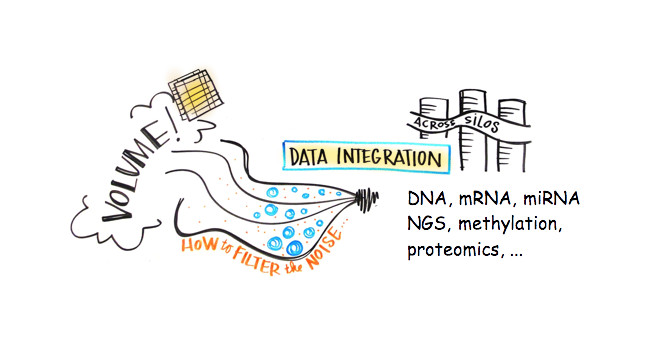 VOLUME!
DATA INTEGRATION
ACROSS SILOS
HOW to FILTER the NOISE...
DNA, mRNA, miRNA
NGS, methylation,
proteomics, ...